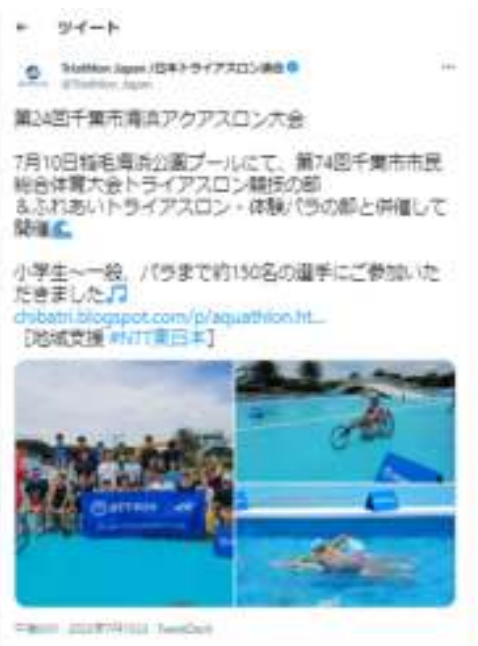 ← ツイート
Triathlon Japan /日本トライアスロン連合
@Triathlon_Japan
第24回千葉市海浜アクアスロン大会
7月10日稲毛海浜公園プールにて、第74回千葉市市民
総合体育大会トライアスロン競技の部
&ふれあいトライアスロン・体験パラの部と併催して
開催🌊
小学生～一般、パラまで約150名の選手にご参加いた
だきました🎵
chibatri.blogspot.com/p/aquathlon.ht...
［地域支援 #NTT東日本］
TweetDeck